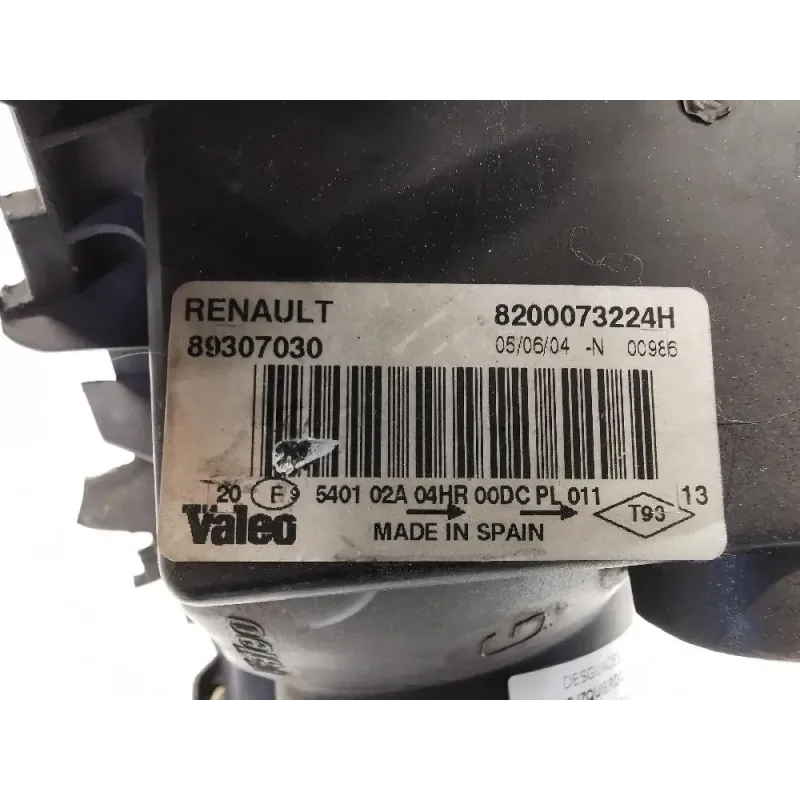 RENAULT 8200073224H
89307030 05/06/04 -N 00986
20 E9 5401 02A 04HR 00DC PL 011 13
Valeo MADE IN SPAIN T93
G